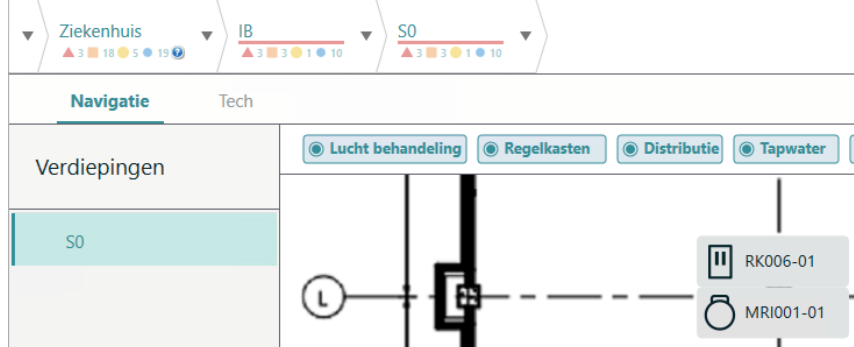 Ziekenhuis
3 18 5 19 ?
IB
3 3 1 10
S0
3 3 1 10
Navigatie
Tech
Verdiepingen
Lucht behandeling
Regelkasten
Distributie
Tapwater
S0
RK006-01
L
MRI001-01